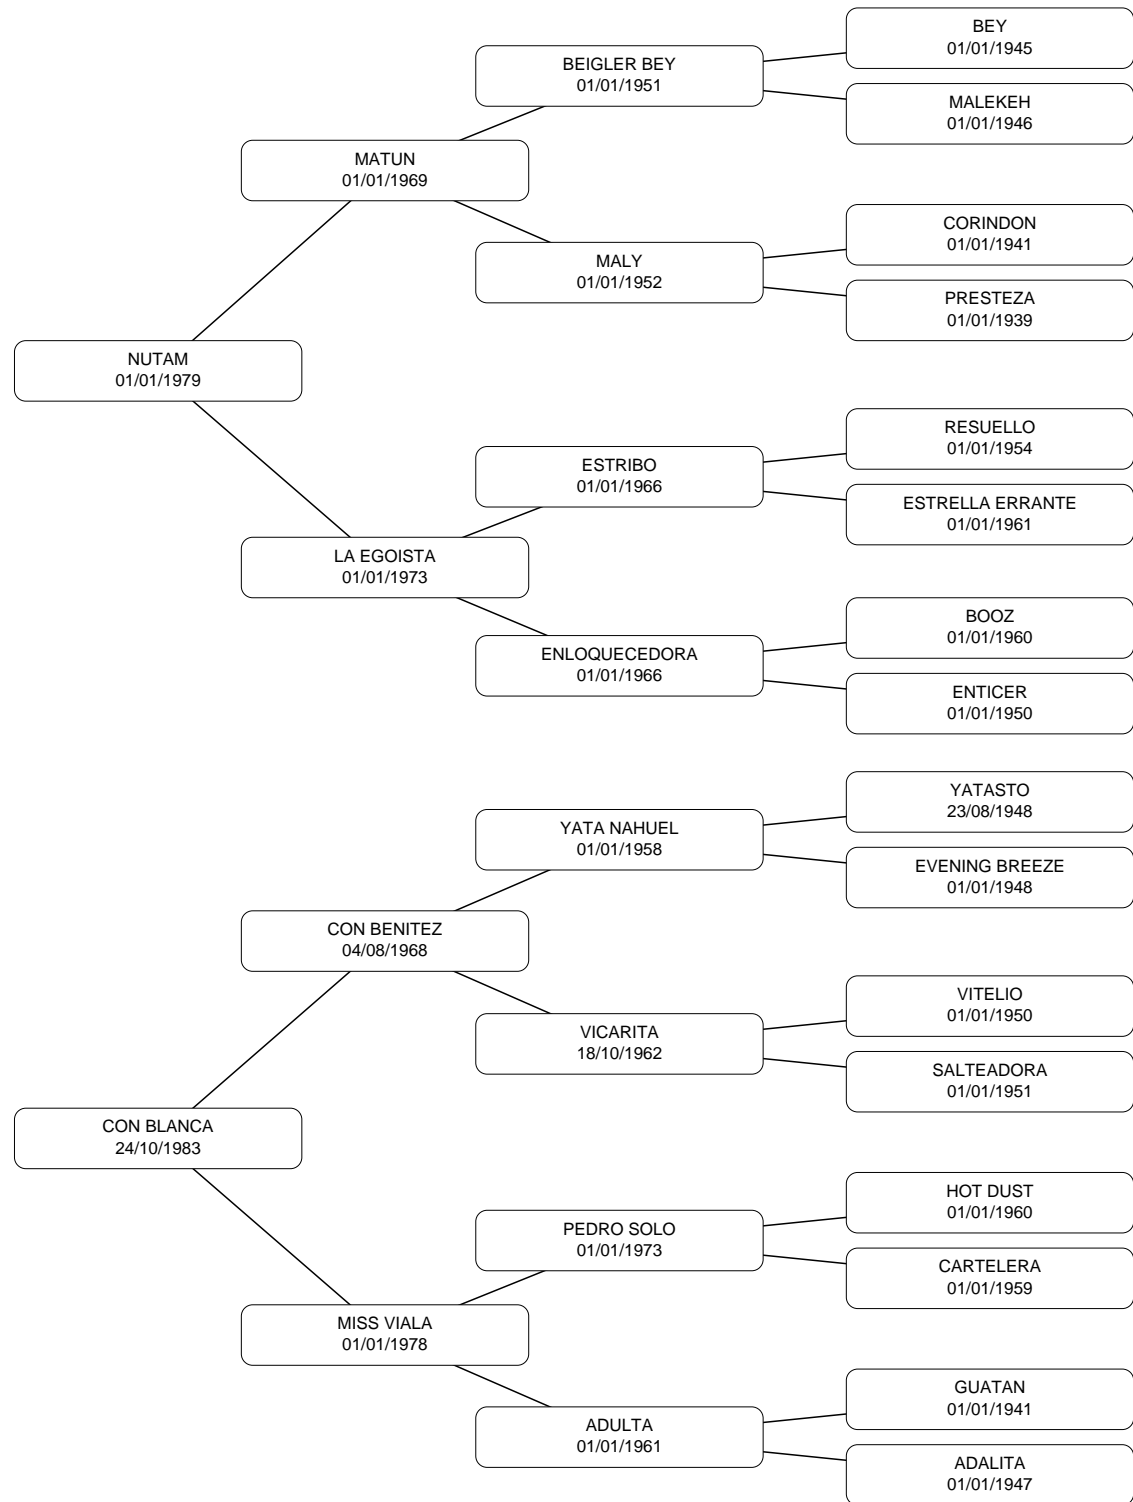 BEY
01/01/1945
BEIGLER BEY
01/01/1951
MALEKEH
01/01/1946
MATUN
01/01/1969
CORINDON
01/01/1941
MALY
01/01/1952
PRESTEZA
01/01/1939
NUTAM
01/01/1979
RESUELLO
01/01/1954
ESTRIBO
01/01/1966
ESTRELLA ERRANTE
01/01/1961
LA EGOISTA
01/01/1973
BOOZ
01/01/1960
ENLOQUECEDORA
01/01/1966
ENTICER
01/01/1950
YATASTO
23/08/1948
YATA NAHUEL
01/01/1958
EVENING BREEZE
01/01/1948
CON BENITEZ
04/08/1968
VITELIO
01/01/1950
VICARITA
18/10/1962
SALTEADORA
01/01/1951
CON BLANCA
24/10/1983
HOT DUST
01/01/1960
PEDRO SOLO
01/01/1973
CARTELERA
01/01/1959
MISS VIALA
01/01/1978
GUATAN
01/01/1941
ADULTA
01/01/1961
ADALITA
01/01/1947